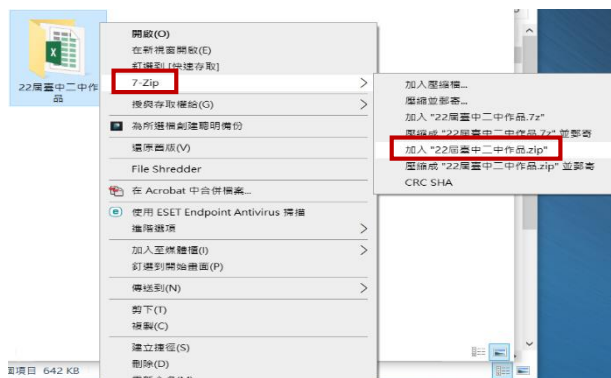 22屆臺中二中作
品
開啟(O)
在新視窗開啟(E)
釘選到 [快速存取]
7-Zip
授與存取權給(G)
為所選檔創建聰明備份
還原舊版(V)
File Shredder
在 Acrobat 中合併檔案...
使用 ESET Endpoint Antivirus 掃描
進階選項
加入至媒體櫃(I)
釘選到開始畫面(P)
傳送到(N)
剪下(T)
複製(C)
建立捷徑(S)
刪除(D)
加入壓縮檔...
壓縮並郵寄...
加入 "22屆臺中二中作品.7z"
壓縮成 "22屆臺中二中作品.7z" 並郵寄
加入 "22屆臺中二中作品.zip"
壓縮成 "22屆臺中二中作品.zip" 並郵寄
CRC SHA
個項目 642 KB